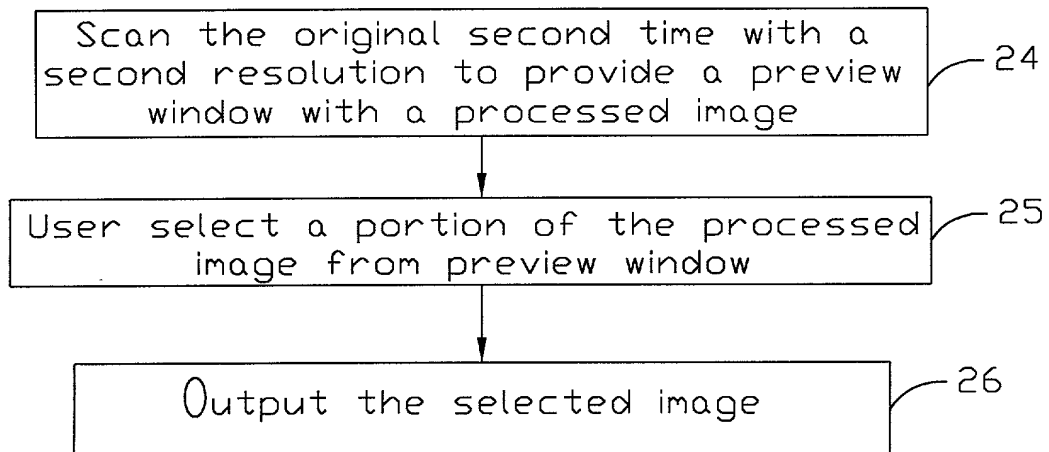 Scan the original second time with a
second resolution to provide a preview
window with a processed image
24
User select a portion of the processed
image from preview window
25
Output the selected image
26